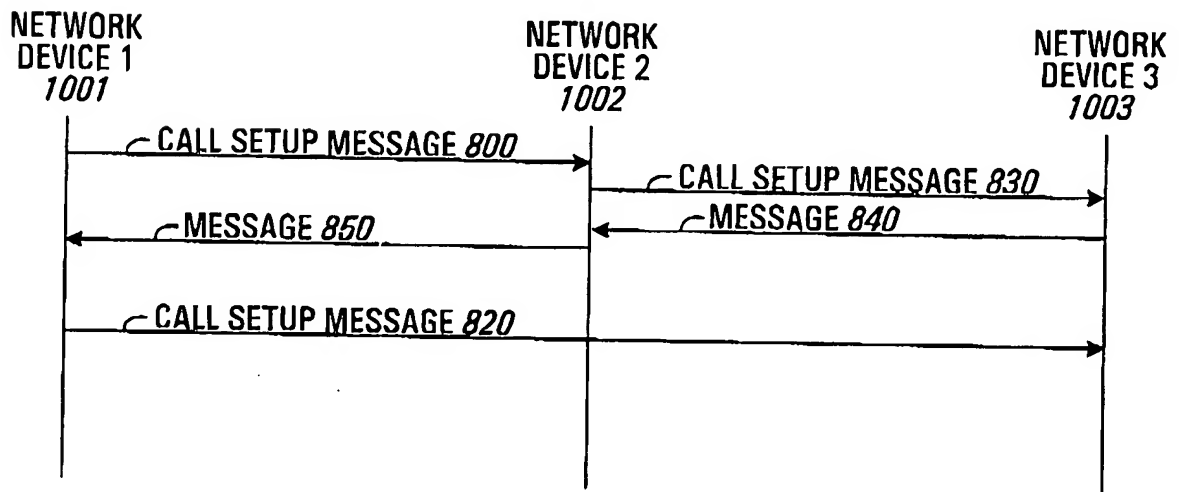 NETWORK
DEVICE 1
1001
NETWORK
DEVICE 2
1002
NETWORK
DEVICE 3
1003
CALL SETUP MESSAGE 800
CALL SETUP MESSAGE 830
MESSAGE 840
MESSAGE 850
CALL SETUP MESSAGE 820